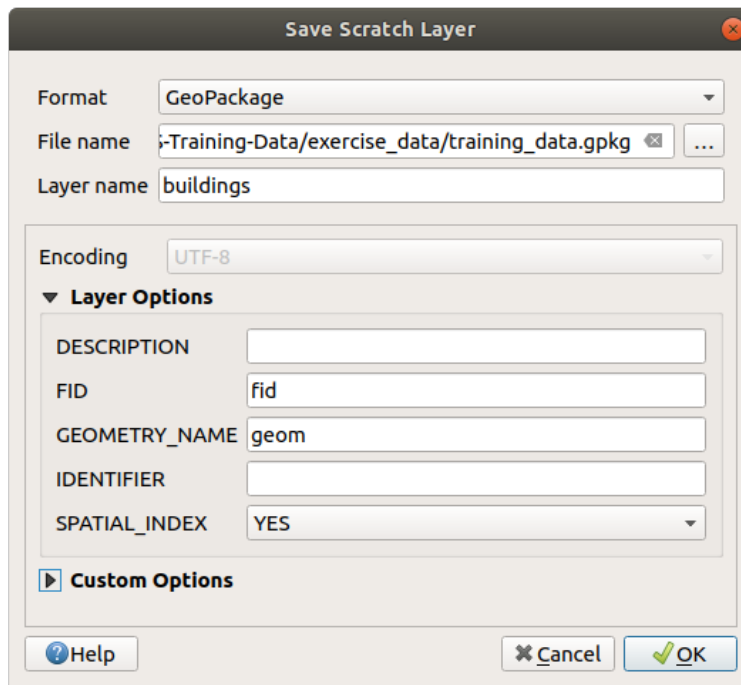 Save Scratch Layer
Format GeoPackage
File name -Training-Data/exercise_data/training_data.gpkg ...
Layer name buildings
Encoding UTF-8
Layer Options
DESCRIPTION
FID fid
GEOMETRY_NAME geom
IDENTIFIER
SPATIAL_INDEX YES
Custom Options
Help Cancel OK